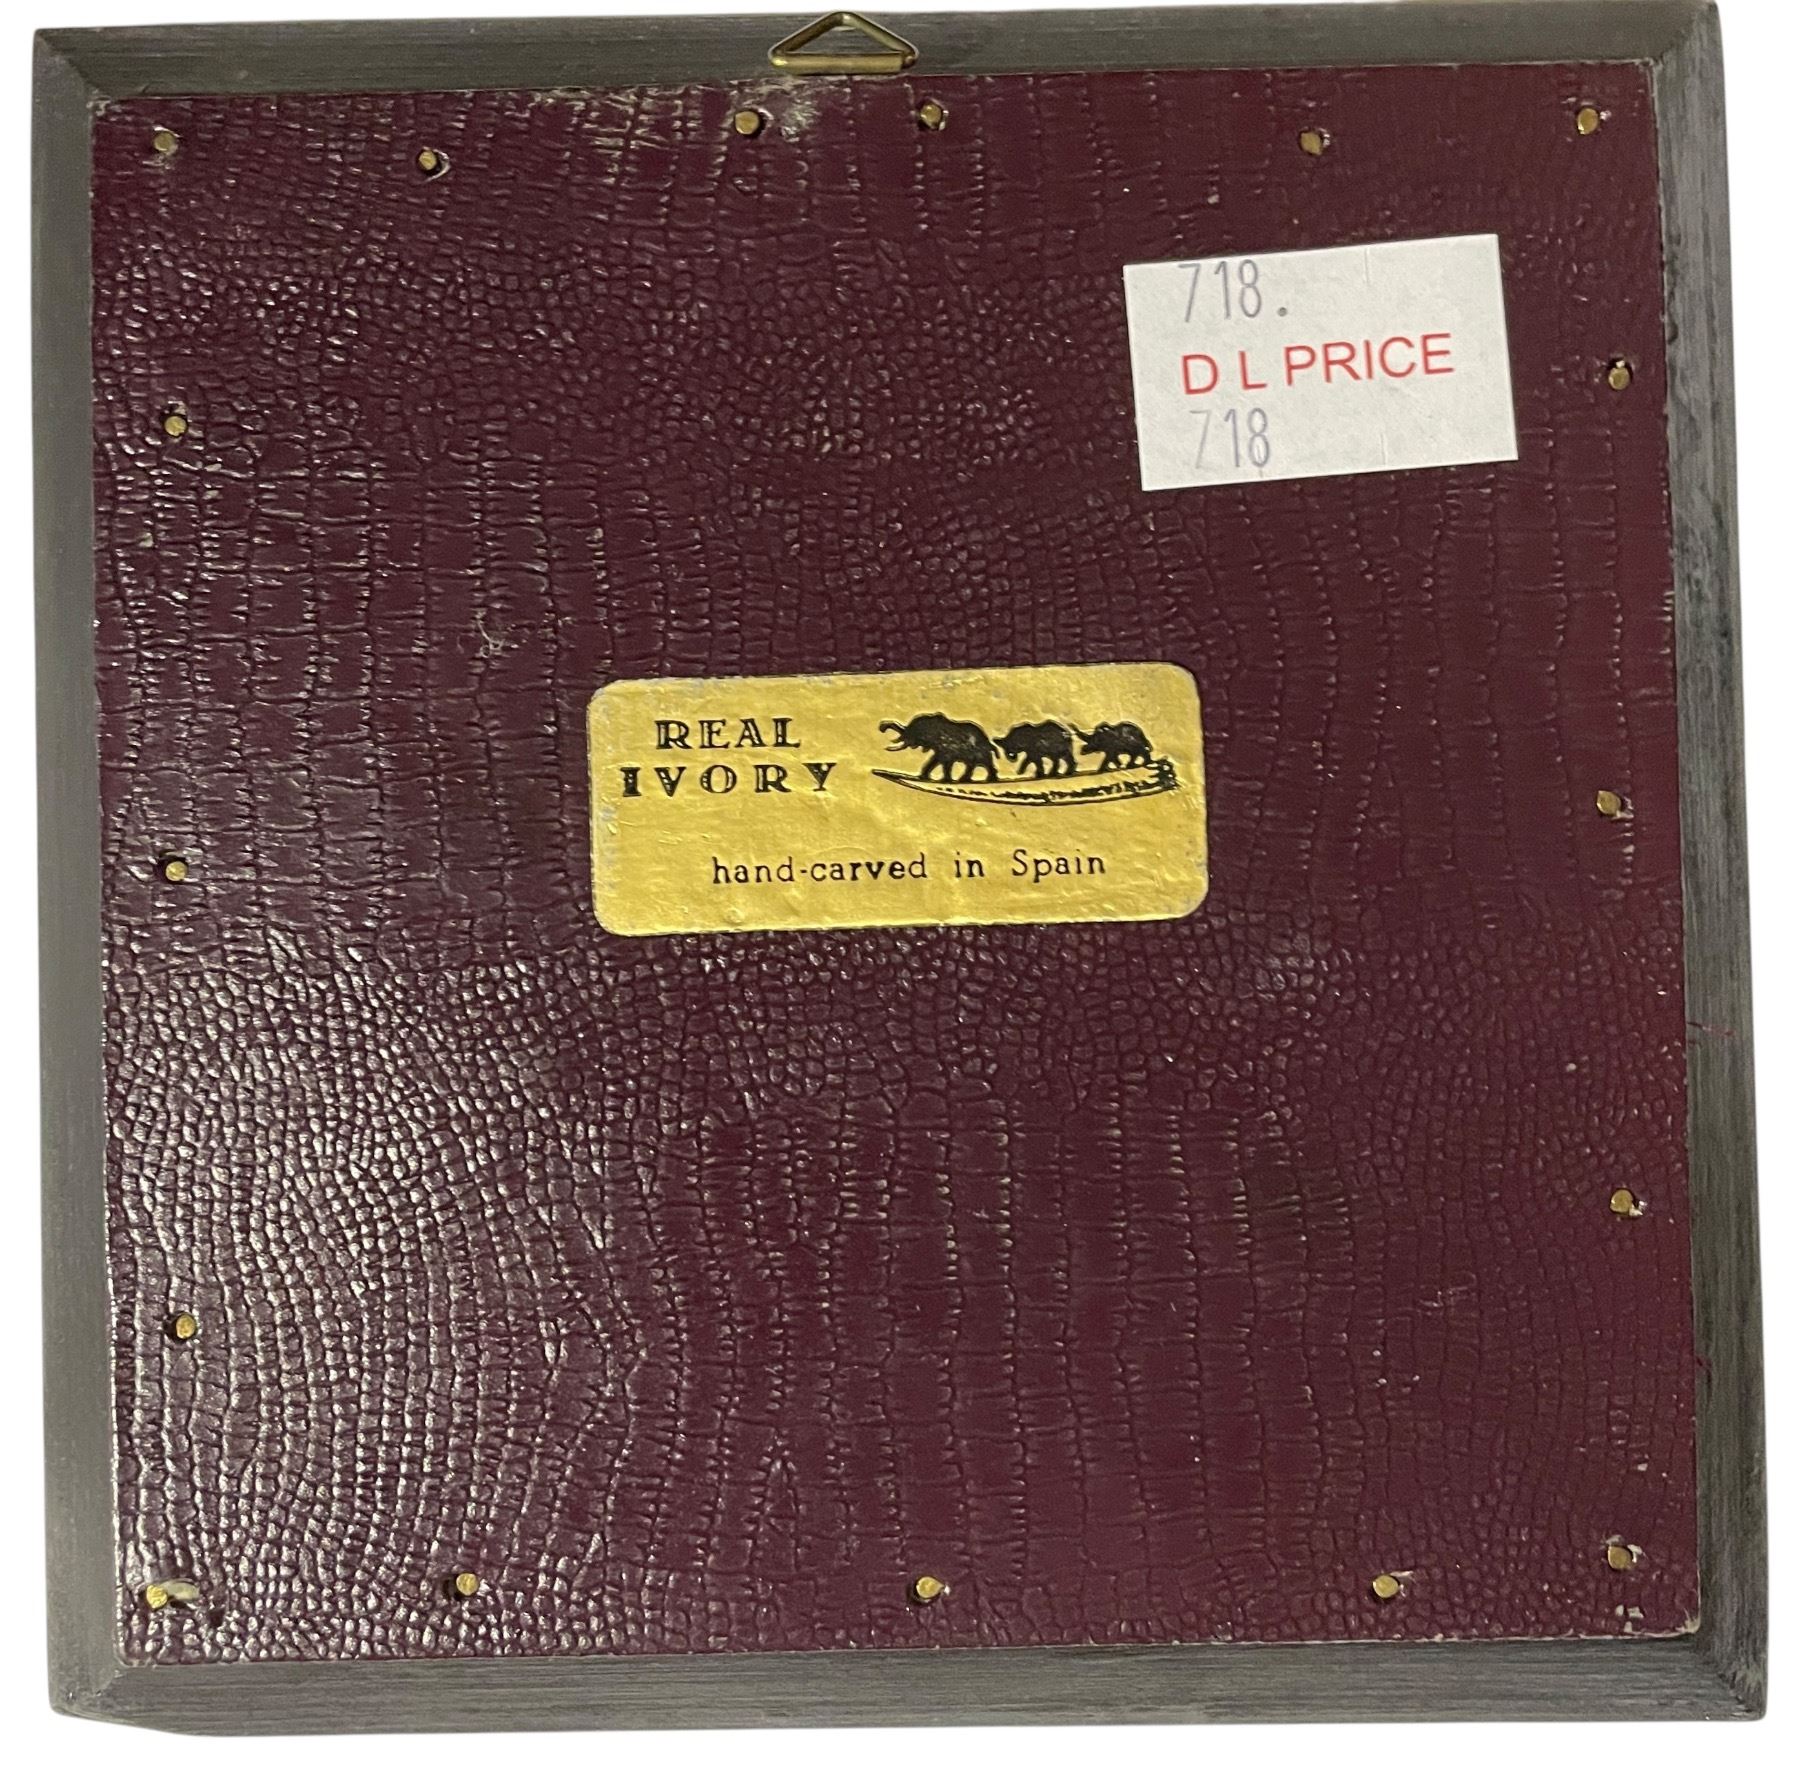 718.
D L PRICE
718
REAL
IVORY
hand-carved in Spain